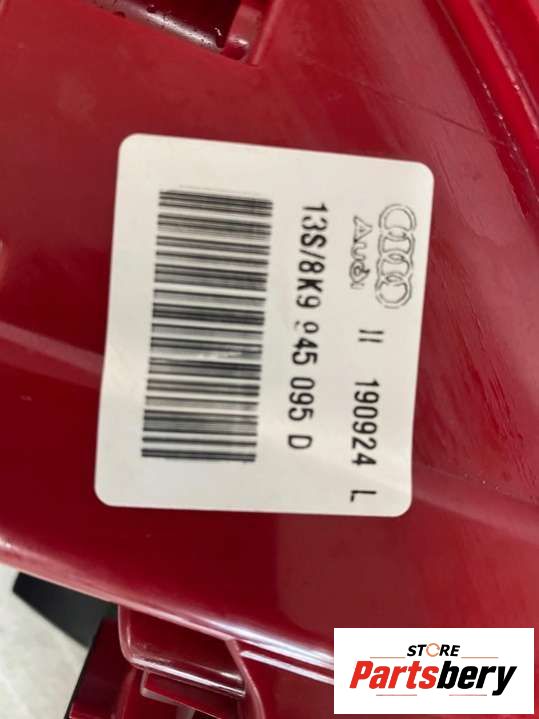 Audi
II 190924 L
13S/8K9 945 095 D
STORE
Partsbery